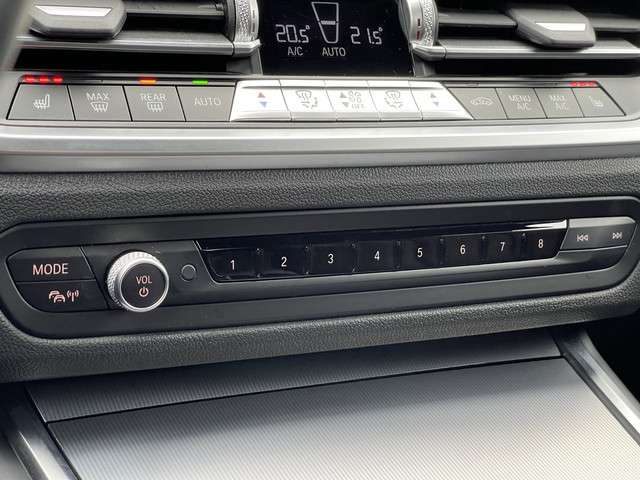 20.5° 21.5°
A/C AUTO
MAX REAR AUTO OFF MENU A/C MAX A/C
MODE VOL 1 2 3 4 5 6 7 8